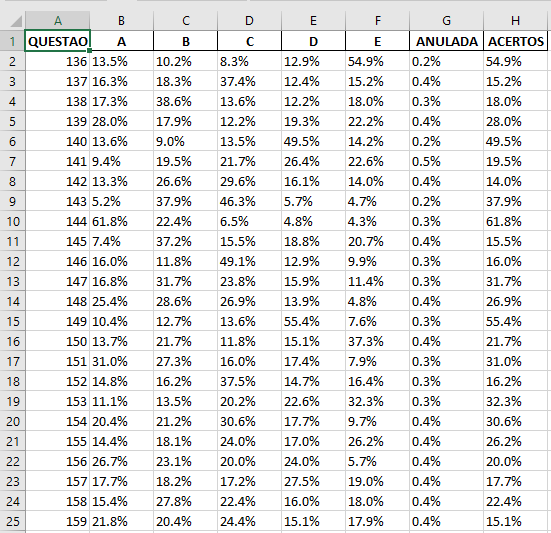 A B C D E F G H
1 QUESTAO A B C D E ANULADA ACERTOS
2 136 13.5% 10.2% 8.3% 12.9% 54.9% 0.2% 54.9%
3 137 16.3% 18.3% 37.4% 12.4% 15.2% 0.4% 15.2%
4 138 17.3% 38.6% 13.6% 12.2% 18.0% 0.3% 18.0%
5 139 28.0% 17.9% 12.2% 19.3% 22.2% 0.4% 28.0%
6 140 13.6% 9.0% 13.5% 49.5% 14.2% 0.2% 49.5%
7 141 9.4% 19.5% 21.7% 26.4% 22.6% 0.5% 19.5%
8 142 13.3% 26.6% 29.6% 16.1% 14.0% 0.4% 14.0%
9 143 5.2% 37.9% 46.3% 5.7% 4.7% 0.2% 37.9%
10 144 61.8% 22.4% 6.5% 4.8% 4.3% 0.3% 61.8%
11 145 7.4% 37.2% 15.5% 18.8% 20.7% 0.4% 15.5%
12 146 16.0% 11.8% 49.1% 12.9% 9.9% 0.3% 16.0%
13 147 16.8% 31.7% 23.8% 15.9% 11.4% 0.3% 31.7%
14 148 25.4% 28.6% 26.9% 13.9% 4.8% 0.4% 26.9%
15 149 10.4% 12.7% 13.6% 55.4% 7.6% 0.3% 55.4%
16 150 13.7% 21.7% 11.8% 15.1% 37.3% 0.4% 21.7%
17 151 31.0% 27.3% 16.0% 17.4% 7.9% 0.3% 31.0%
18 152 14.8% 16.2% 37.5% 14.7% 16.4% 0.3% 16.2%
19 153 11.1% 13.5% 20.2% 22.6% 32.3% 0.3% 32.3%
20 154 20.4% 21.2% 30.6% 17.7% 9.7% 0.4% 30.6%
21 155 14.4% 18.1% 24.0% 17.0% 26.2% 0.4% 26.2%
22 156 26.7% 23.1% 20.0% 24.0% 5.7% 0.4% 20.0%
23 157 17.7% 18.2% 17.2% 27.5% 19.0% 0.4% 17.7%
24 158 15.4% 27.8% 22.4% 16.0% 18.0% 0.4% 22.4%
25 159 21.8% 20.4% 24.4% 15.1% 17.9% 0.4% 15.1%